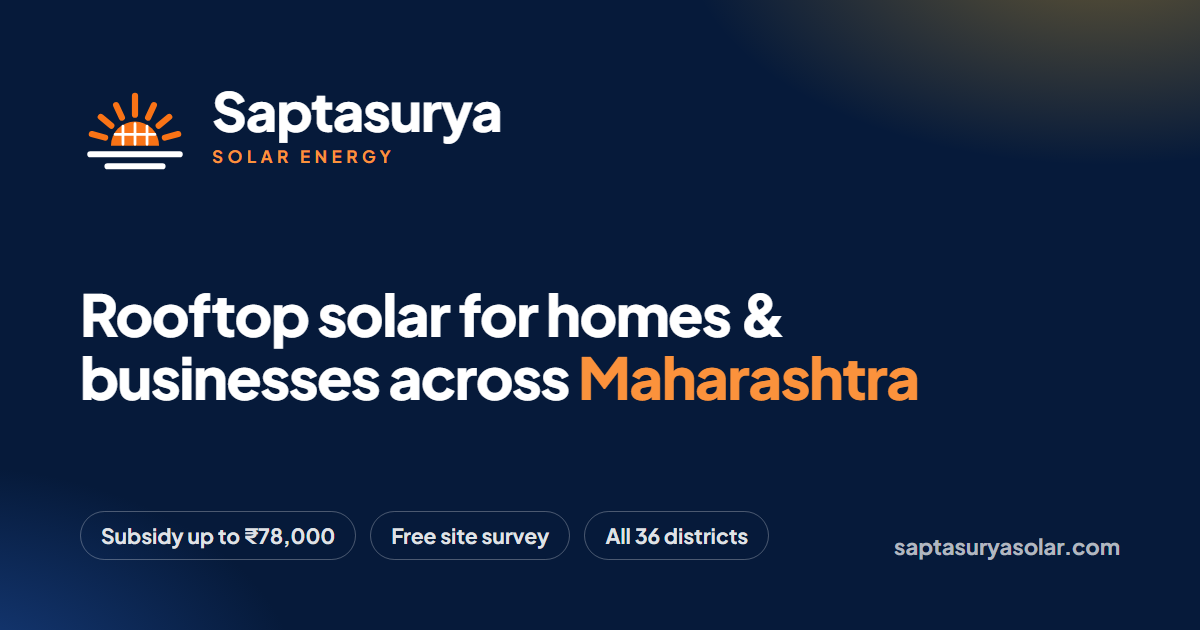 Saptasurya
SOLAR ENERGY
Rooftop solar for homes &
businesses across Maharashtra
Subsidy up to ₹78,000
Free site survey
All 36 districts
saptasuryasolar.com